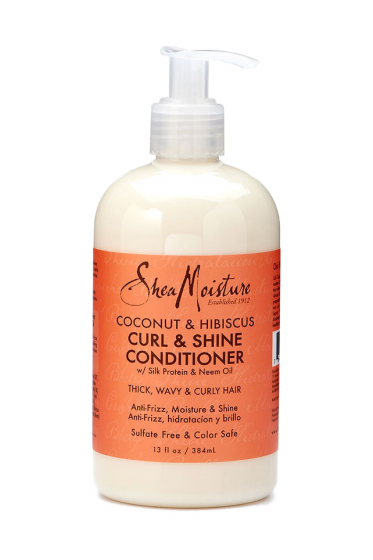 SheaMoisture
Established 1912
COCONUT & HIBISCUS
CURL & SHINE
CONDITIONER
w/ Silk Protein & Neem Oil
THICK, WAVY & CURLY HAIR
Anti-Frizz, Moisture & Shine
Anti-Frizz, hidratacion y brillo
Sulfate Free & Color Safe
13 fl oz / 384mL